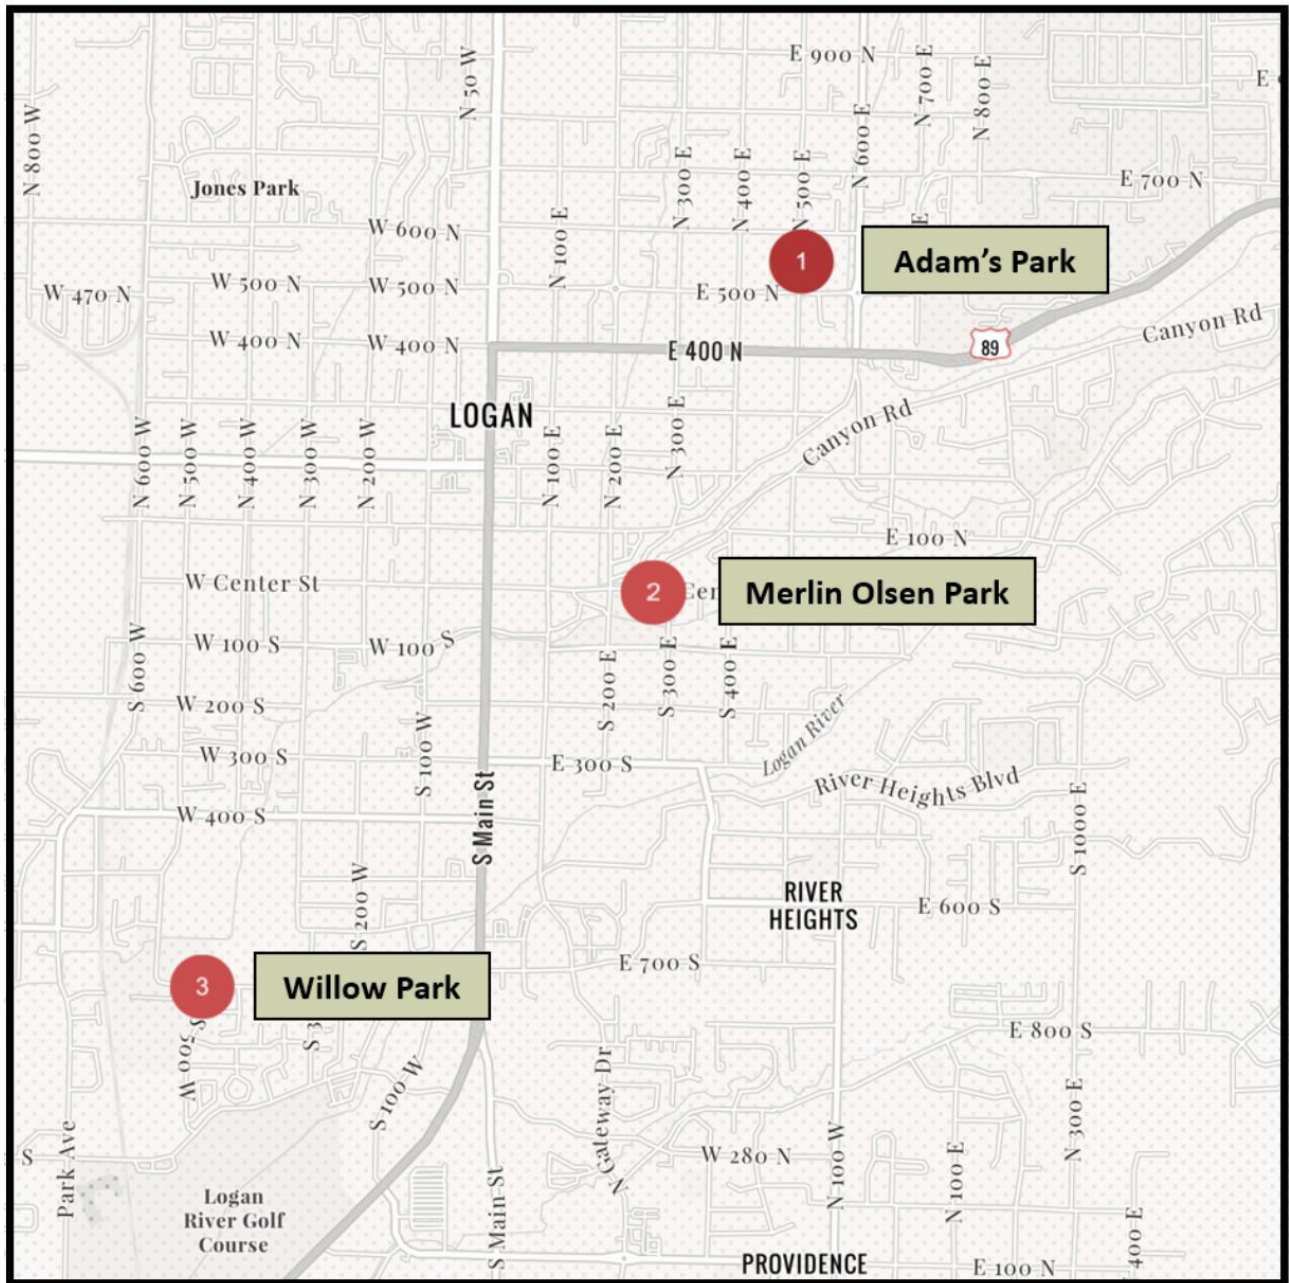 E 900 N
N 50 W
N 700 E
N 800 E
E
N 800 W
N 600 E
Jones Park
N 300 E
N 400 E
N 500 E
E 700 N
W 600 N
N 100 E
E
1
Adam's Park
W 470 N
W 500 N
W 500 N
E 500 N
W 400 N
W 400 N
E 400 N
89
Canyon Rd
LOGAN
Canyon Rd
N 600 W
N 500 W
N 400 W
N 300 W
N 200 W
N 100 E
N 200 E
N 300 E
E 100 N
W Center St
2
Cen
Merlin Olsen Park
S 600 W
W 100 S
W 100 S
S 200 E
S 300 E
S 400 E
W 200 S
Logan River
W 300 S
S 100 W
E 300 S
River Heights Blvd
W 400 S
S Main St
S 1000 E
S 200 W
RIVER
HEIGHTS
E 600 S
E 700 S
3
Willow Park
S 500 W
S 3
E 800 S
S 100 W
N Gateway Dr
N 300 E
S
Park Ave
W 280 N
N 100 W
N 100 E
Logan
River Golf
Course
S Main St
400 E
PROVIDENCE
E 100 N